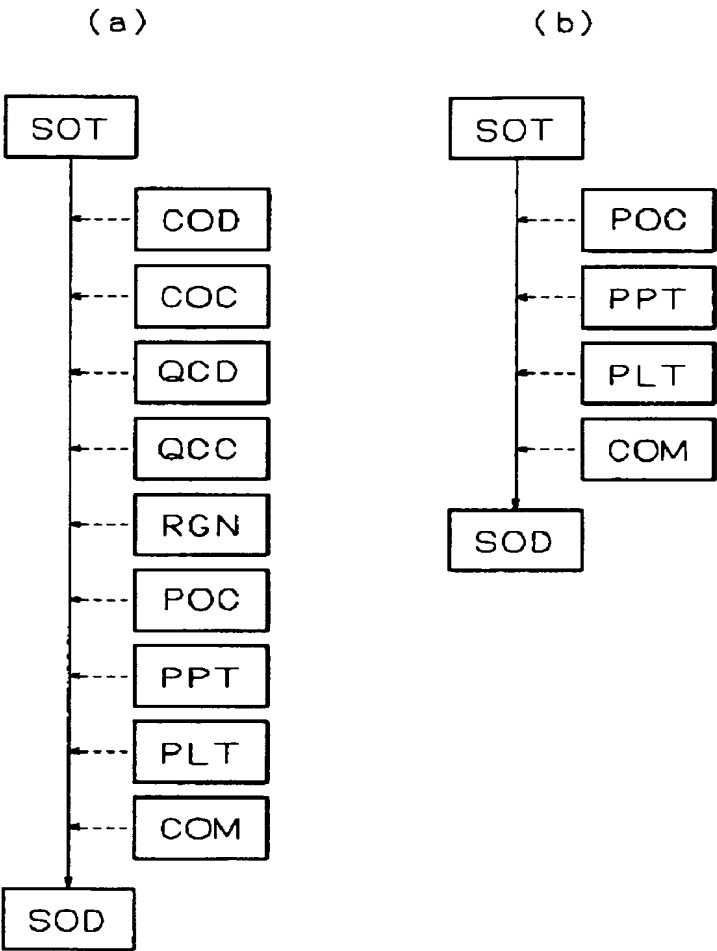 (a)
SOT
COD
COC
QCD
QCC
RGN
POC
PPT
PLT
COM
SOD
(b)
SOT
POC
PPT
PLT
COM
SOD